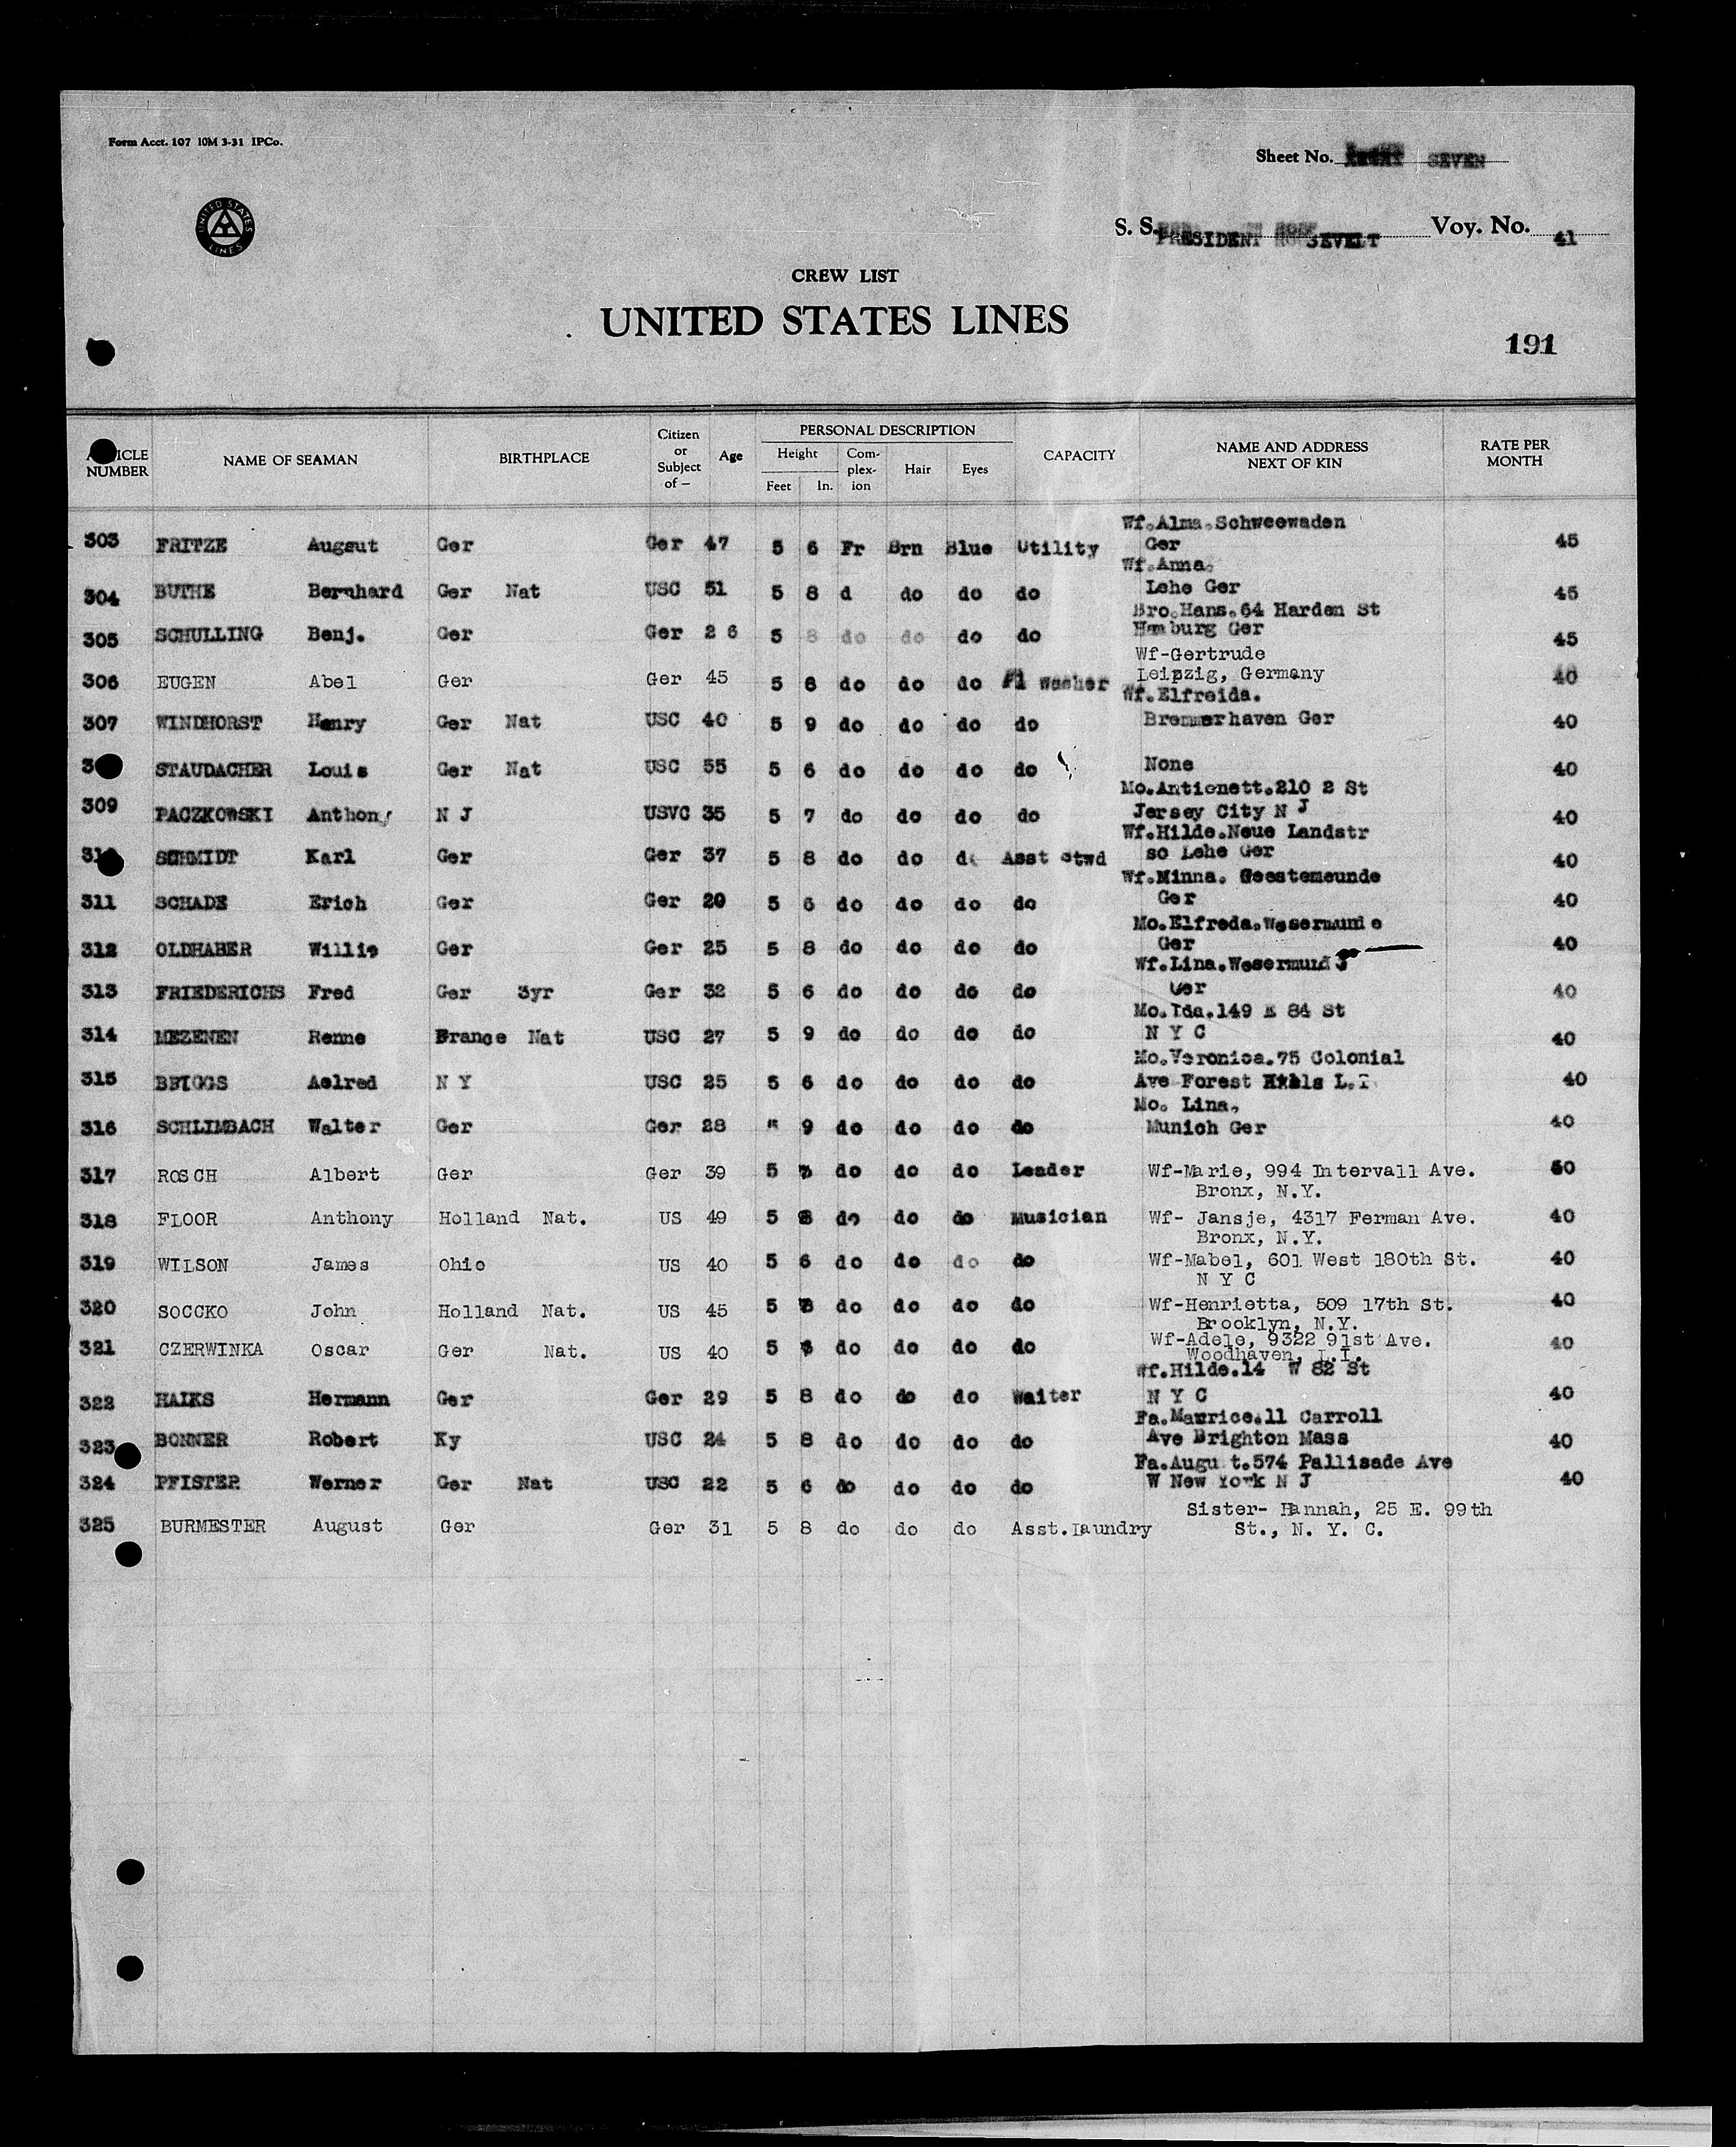 Form Acct. 107 10M 3-31 IPCo.
Sheet No. SEVEN
UNITED STATES LINES
S. S. PRESIDENT ROOSEVELT Voy. No. 41
CREW LIST
UNITED STATES LINES
191
ARTICLE NUMBER NAME OF SEAMAN BIRTHPLACE Citizen or Subject of — Age PERSONAL DESCRIPTION Height Feet In. Complexion Hair Eyes CAPACITY NAME AND ADDRESS NEXT OF KIN RATE PER MONTH
Wf.Alma.Schweewaden
303 FRITZE Augsut Ger Ger 47 5 6 Fr Brn Blue Utility Ger 45
Wf.Anna.
304 BUTHE Bernhard Ger Nat USC 51 5 8 d do do do Lehe Ger 45
Bro.Hans.64 Harden St
305 SCHULLING Benj. Ger Ger 26 5 8 do do do do Hamburg Ger 45
Wf-Gertrude
306 EUGEN Abel Ger Ger 45 5 8 do do do Pl washer Leipzig, Germany 40
Wf.Elfreida.
307 WINDHORST Henry Ger Nat USC 40 5 9 do do do do Bremmerhaven Ger 40
3 STAUDACHER Louis Ger Nat USC 55 5 6 do do do do None 40
Mo.Antionett.210 2 St
309 PACZKOWSKI Anthony N J USVC 35 5 7 do do do do Jersey City N J 40
Wf.Hilde.Neue Landstr
31 SCHMIDT Karl Ger Ger 37 5 8 do do do Asst stwd so Lehe Ger 40
Wf.Minna. Geestemeunde
311 SCHADE Erich Ger Ger 29 5 6 do do do do Ger 40
Mo.Elfreda.Wesermunde
312 OLDHABER Willie Ger Ger 25 5 8 do do do do Ger 40
Wf.Lina.Wesermund
313 FRIEDERICHS Fred Ger 3yr Ger 32 5 6 do do do do Ger 40
Mo.Ida.149 E 84 St
314 MEZENEN Renne France Nat USC 27 5 9 do do do do N Y C 40
Mo.Veronica.75 Colonial
315 BRIGGS Aelred N Y USC 25 5 6 do do do do Ave Forest Hills L.I 40
Mo. Lina.
316 SCHLIMBACH Walter Ger Ger 28 " 9 do do do do Munich Ger 40
317 ROSCH Albert Ger Ger 39 5 7 do do do Leader Wf-Marie, 994 Intervall Ave. 50
Bronx, N.Y.
318 FLOOR Anthony Holland Nat. US 49 5 8 do do do Musician Wf- Jansje, 4317 Ferman Ave. 40
Bronx, N.Y.
319 WILSON James Ohio US 40 5 6 do do do do Wf-Mabel, 601 West 180th St. 40
N Y C
320 SOCCKO John Holland Nat. US 45 5 8 do do do do Wf-Henrietta, 509 17th St. 40
Brooklyn, N.Y.
321 CZERWINKA Oscar Ger Nat. US 40 5 do do do do Wf-Adele, 9322 91st Ave. 40
Woodhaven, L.I.
Wf.Hilde.14 W 82 St
322 HAIKS Hermann Ger Ger 29 5 8 do do do Waiter N Y C 40
Fa.Maurice.11 Carroll
323 BONNER Robert Ky USC 24 5 8 do do do do Ave Brighton Mass 40
Fa.Augu t.574 Pallisade Ave
324 PFISTER Werner Ger Nat USC 22 5 6 do do do do W New York N J 40
Sister- Hannah, 25 E. 99th
325 BURMESTER August Ger Ger 31 5 8 do do do Asst.Laundry St., N. Y. C.